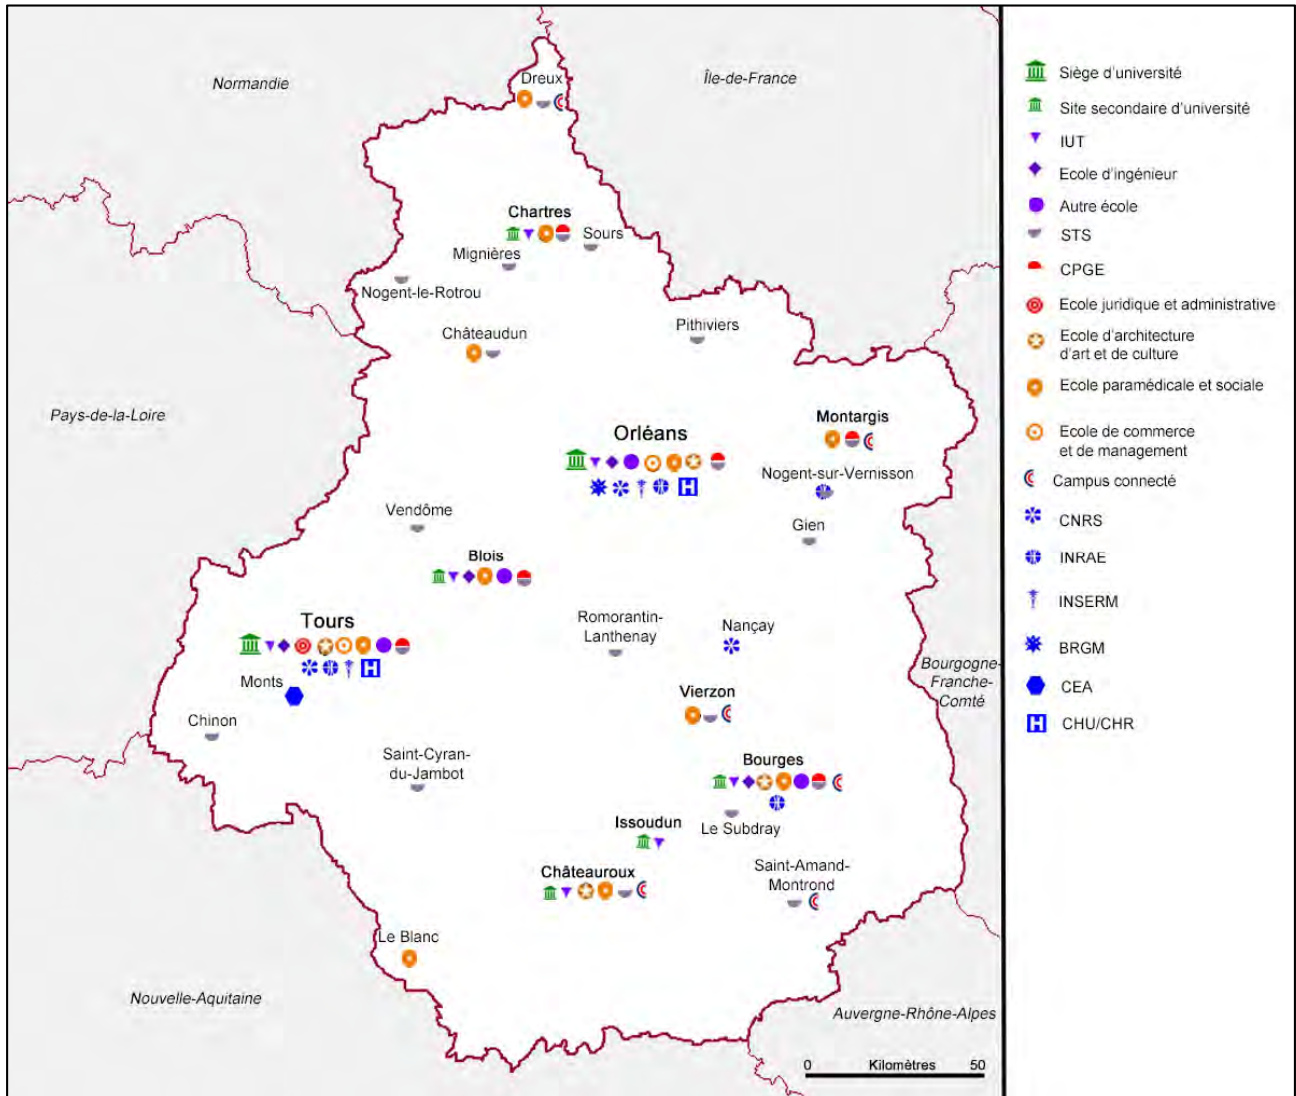 Normandie
Île-de-France
Dreux
Chartres
Sours
Mignières
Nogent-le-Rotrou
Châteaudun
Pithiviers
Pays-de-la-Loire
Orléans
Montargis
Nogent-sur-Vernisson
Vendôme
Gien
Blois
Tours
Romorantin-
Lanthenay
Nançay
Bourgogne-
Franche-
Comté
Monts
Vierzon
Chinon
Saint-Cyran-
du-Jambot
Bourges
Issoudun
Le Subdray
Châteauroux
Saint-Amand-
Montrond
Le Blanc
Nouvelle-Aquitaine
Auvergne-Rhône-Alpes
0 Kilomètres 50
Siège d'université
Site secondaire d'université
IUT
Ecole d'ingénieur
Autre école
STS
CPGE
Ecole juridique et administrative
Ecole d'architecture
d'art et de culture
Ecole paramédicale et sociale
Ecole de commerce
et de management
Campus connecté
CNRS
INRAE
INSERM
BRGM
CEA
H CHU/CHR
H
H